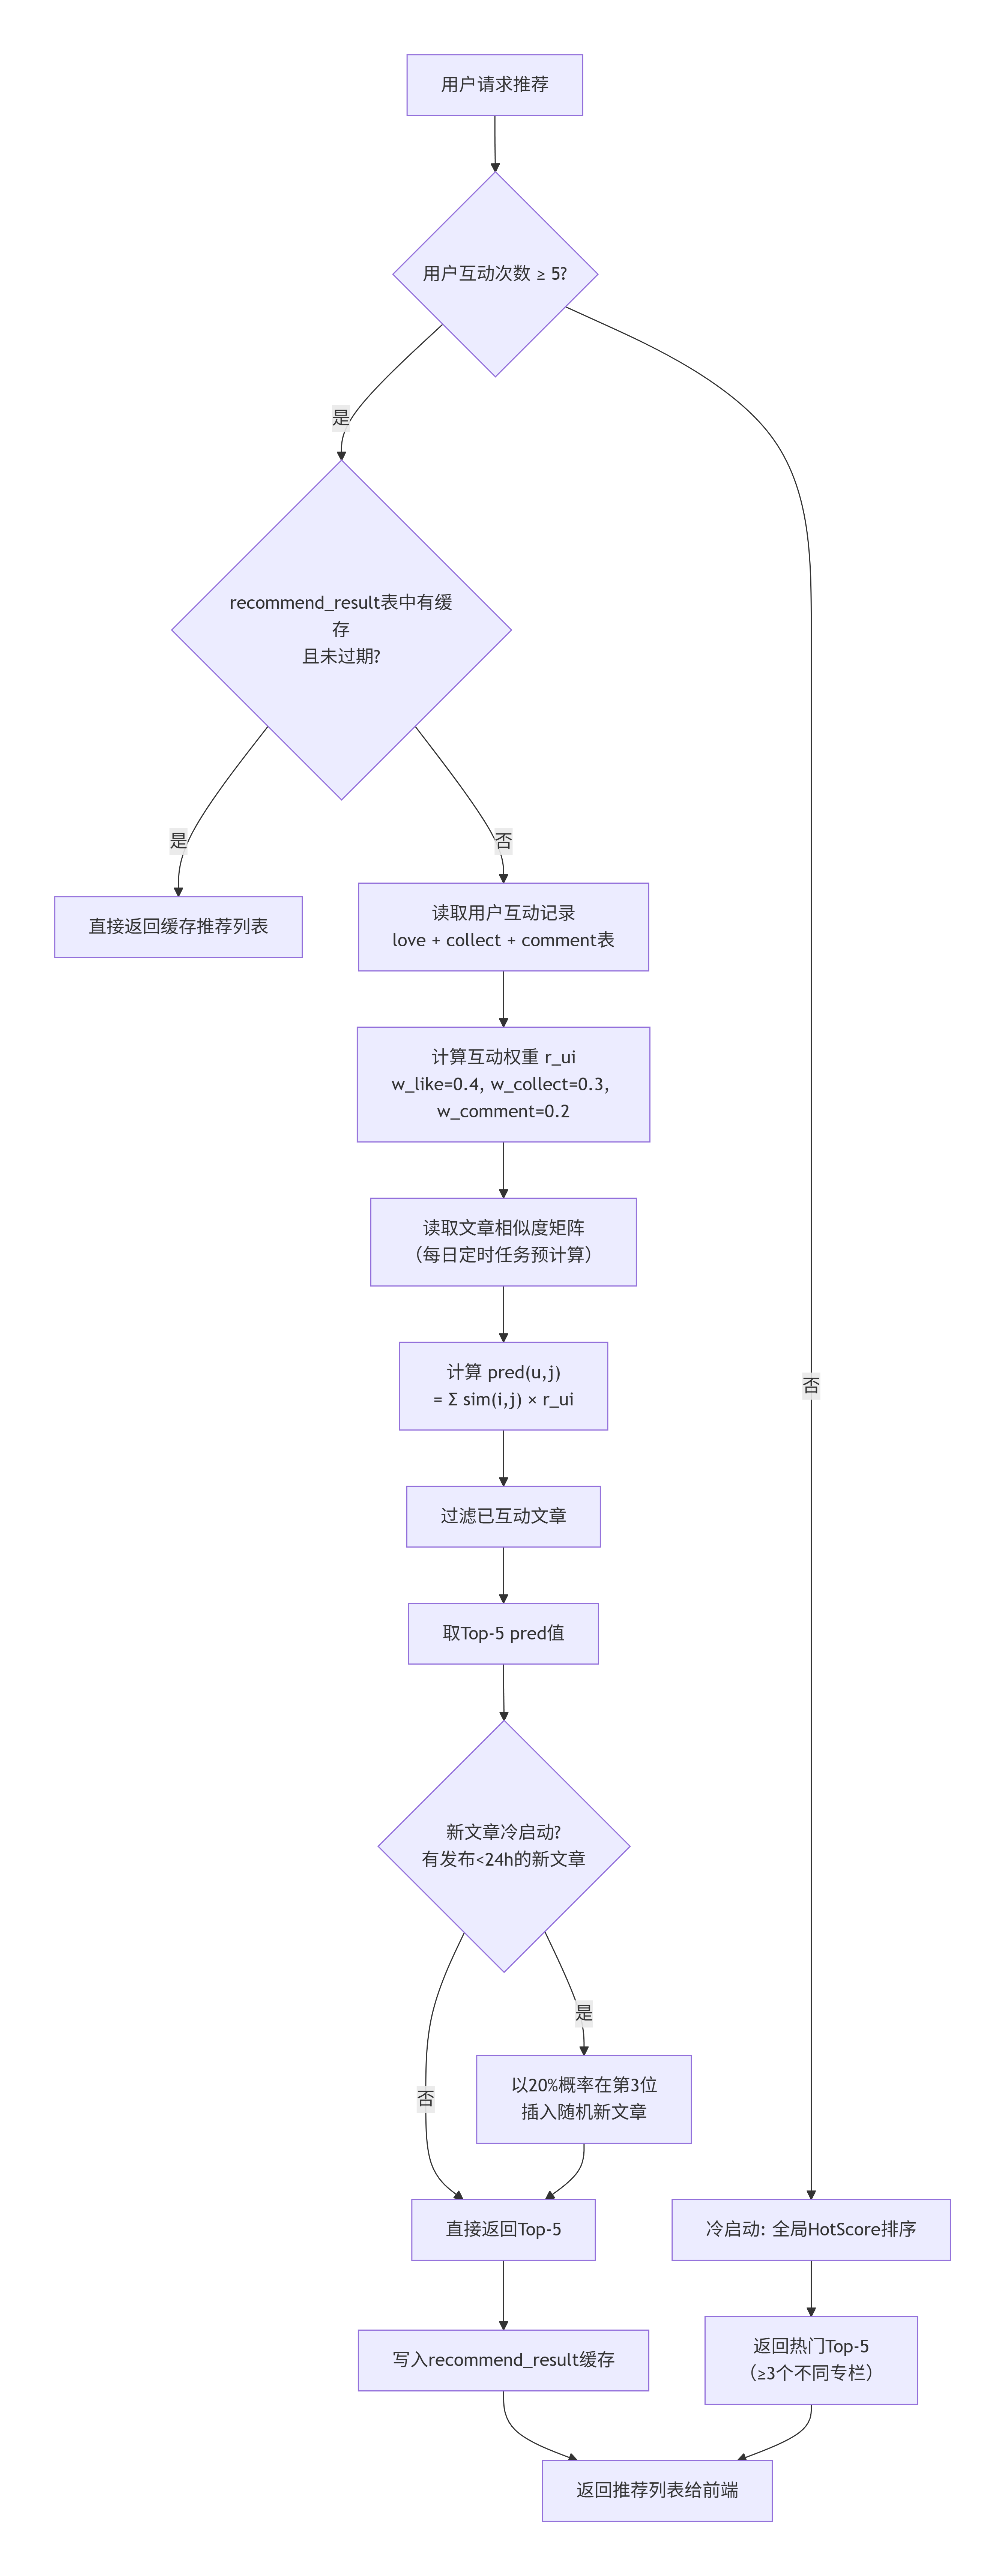 用户请求推荐
用户互动次数 ≥ 5?
是
recommend_result表中有缓
存
且未过期?
是
否
直接返回缓存推荐列表
读取用户互动记录
love + collect + comment表
计算互动权重 r_ui
w_like=0.4, w_collect=0.3,
w_comment=0.2
读取文章相似度矩阵
（每日定时任务预计算）
计算 pred(u,j)
= Σ sim(i,j) × r_ui
否
过滤已互动文章
取Top-5 pred值
新文章冷启动?
有发布<24h的新文章
是
否
以20%概率在第3位
插入随机新文章
直接返回Top-5
冷启动: 全局HotScore排序
写入recommend_result缓存
返回热门Top-5
（≥3个不同专栏）
返回推荐列表给前端